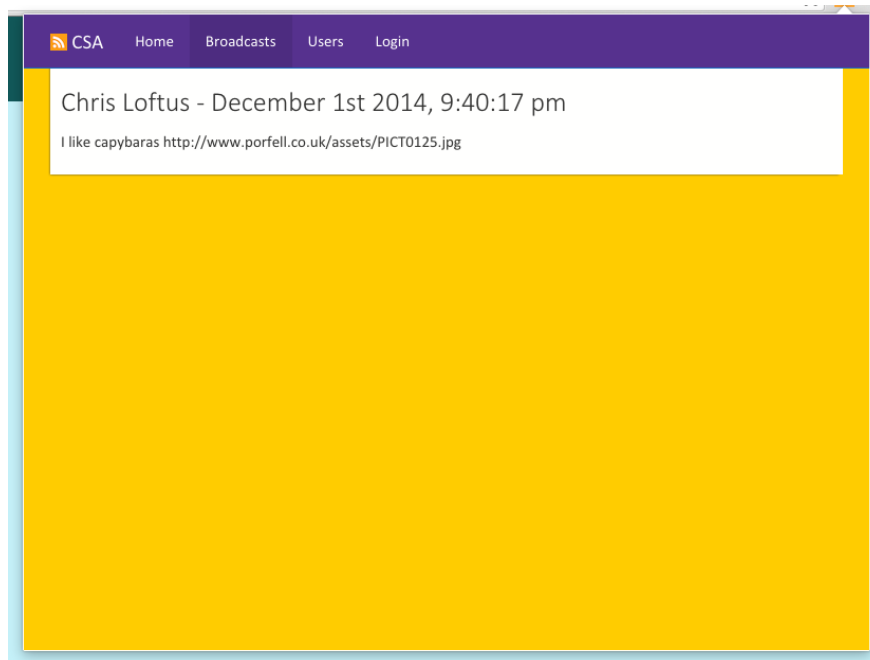 CSA Home Broadcasts Users Login
Chris Loftus - December 1st 2014, 9:40:17 pm
I like capybaras http://www.porfell.co.uk/assets/PICT0125.jpg